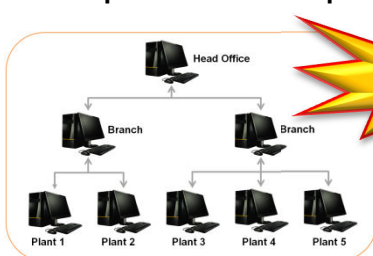 Head Office
Branch
Branch
Plant 1
Plant 2
Plant 3
Plant 4
Plant 5